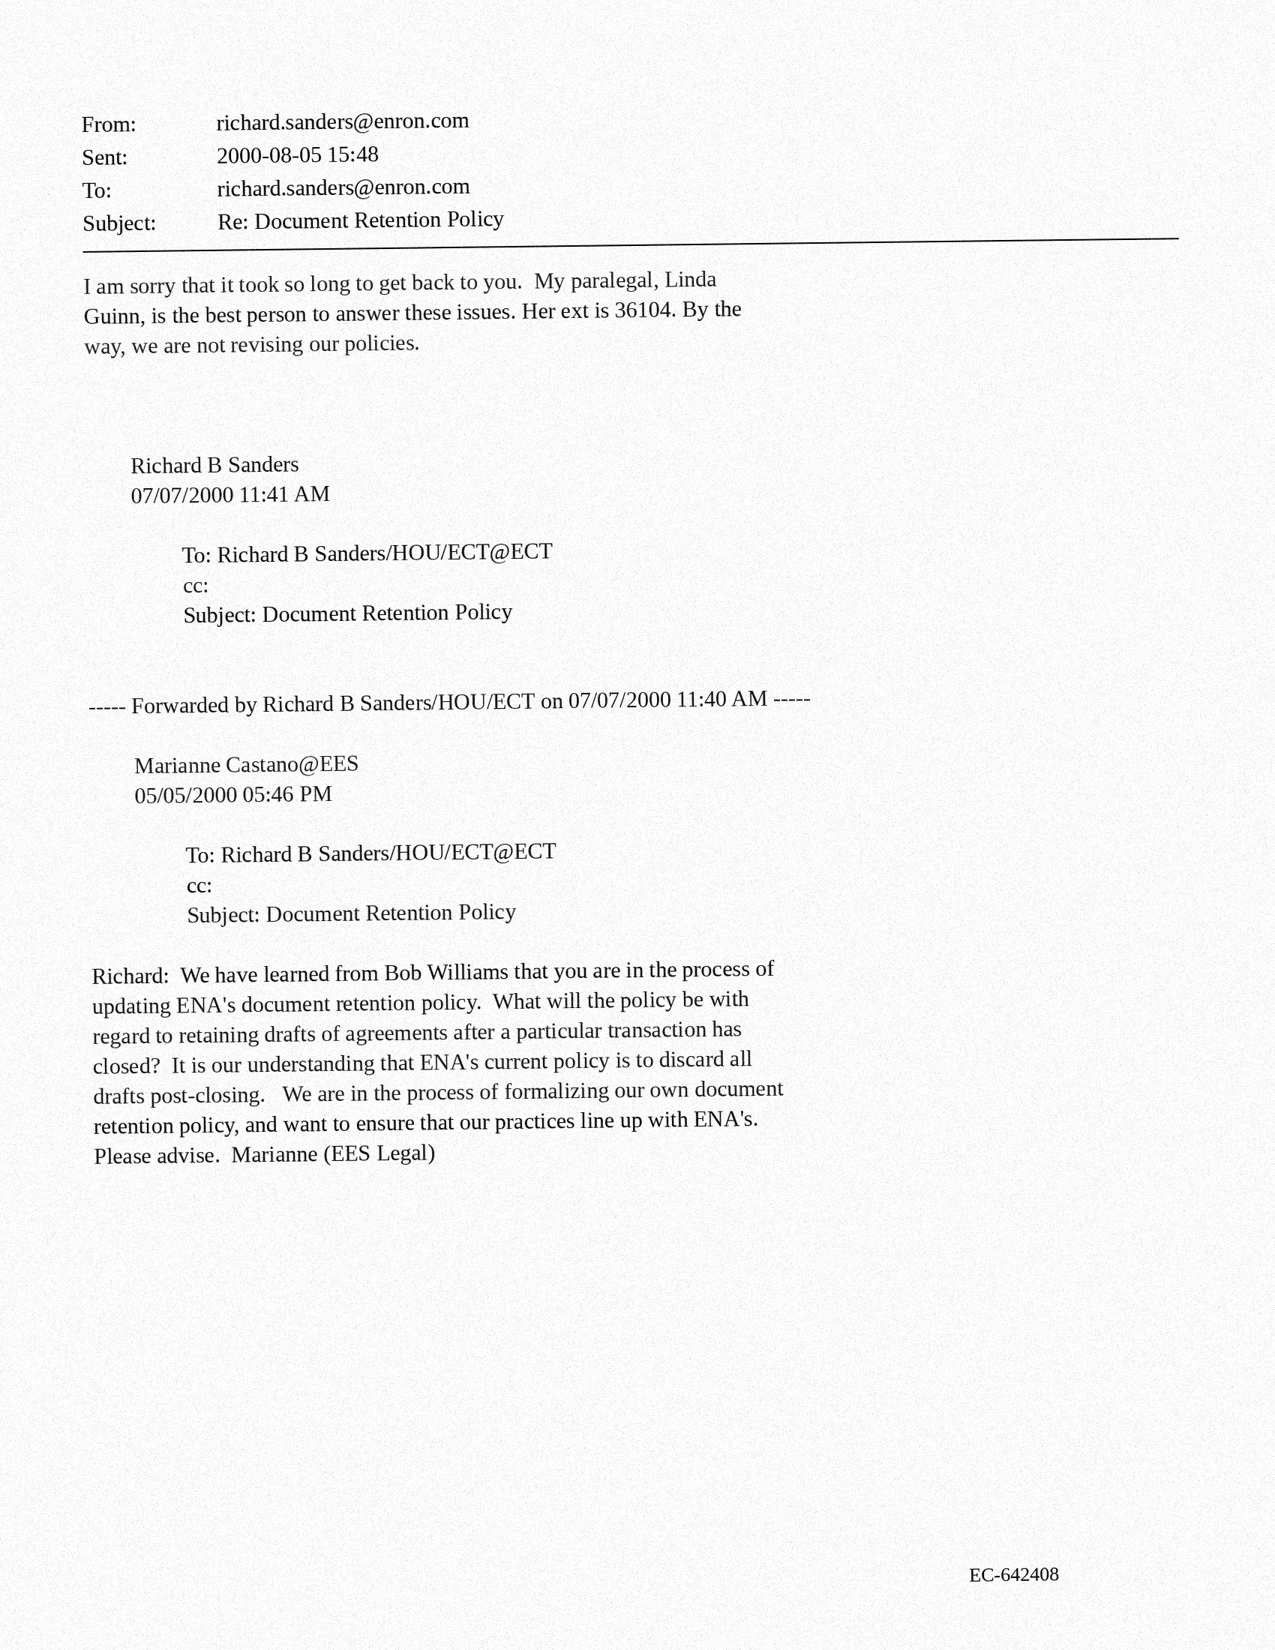 From: richard.sanders@enron.com
Sent: 2000-08-05 15:48
To: richard.sanders@enron.com
Subject: Re: Document Retention Policy
I am sorry that it took so long to get back to you.  My paralegal, Linda
Guinn, is the best person to answer these issues. Her ext is 36104. By the
way, we are not revising our policies.
Richard B Sanders
07/07/2000 11:41 AM
To: Richard B Sanders/HOU/ECT@ECT
cc:
Subject: Document Retention Policy
----- Forwarded by Richard B Sanders/HOU/ECT on 07/07/2000 11:40 AM -----
Marianne Castano@EES
05/05/2000 05:46 PM
To: Richard B Sanders/HOU/ECT@ECT
cc:
Subject: Document Retention Policy
Richard:  We have learned from Bob Williams that you are in the process of
updating ENA's document retention policy.  What will the policy be with
regard to retaining drafts of agreements after a particular transaction has
closed?  It is our understanding that ENA's current policy is to discard all
drafts post-closing.   We are in the process of formalizing our own document
retention policy, and want to ensure that our practices line up with ENA's.
Please advise.  Marianne (EES Legal)
EC-642408